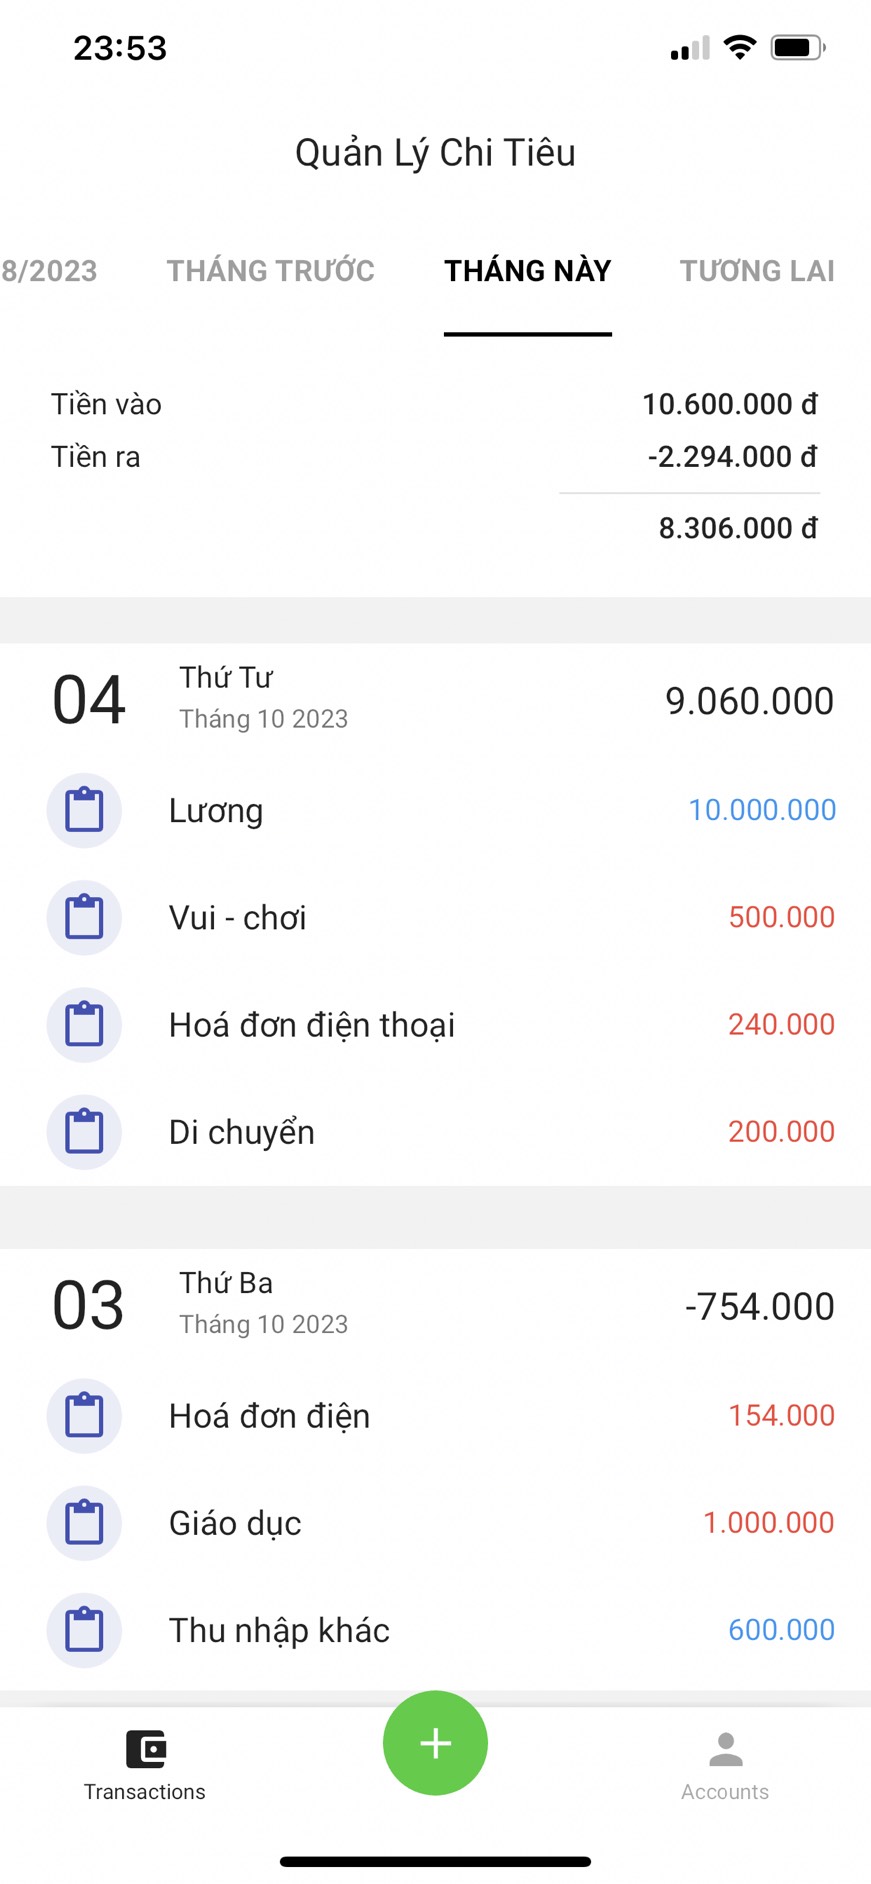 23:53
Quản Lý Chi Tiêu
8/2023 THÁNG TRƯỚC THÁNG NÀY TƯƠNG LAI
Tiền vào 10.600.000 đ
Tiền ra -2.294.000 đ
8.306.000 đ
04 Thứ Tư 9.060.000
Tháng 10 2023
Lương 10.000.000
Vui - chơi 500.000
Hoá đơn điện thoại 240.000
Di chuyển 200.000
03 Thứ Ba -754.000
Tháng 10 2023
Hoá đơn điện 154.000
Giáo dục 1.000.000
Thu nhập khác 600.000
Transactions Accounts